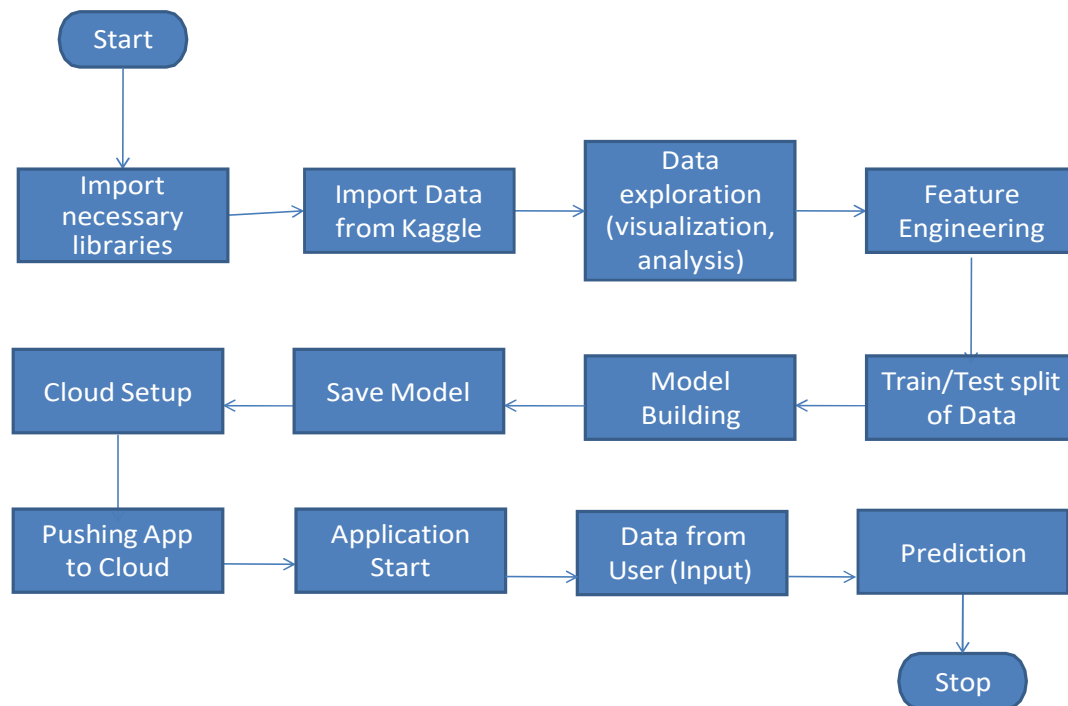 Start
Import
necessary
libraries
Import Data
from Kaggle
Data
exploration
(visualization,
analysis)
Feature
Engineering
Train/Test split
of Data
Model
Building
Save Model
Cloud Setup
Pushing App
to Cloud
Application
Start
Data from
User (Input)
Prediction
Stop